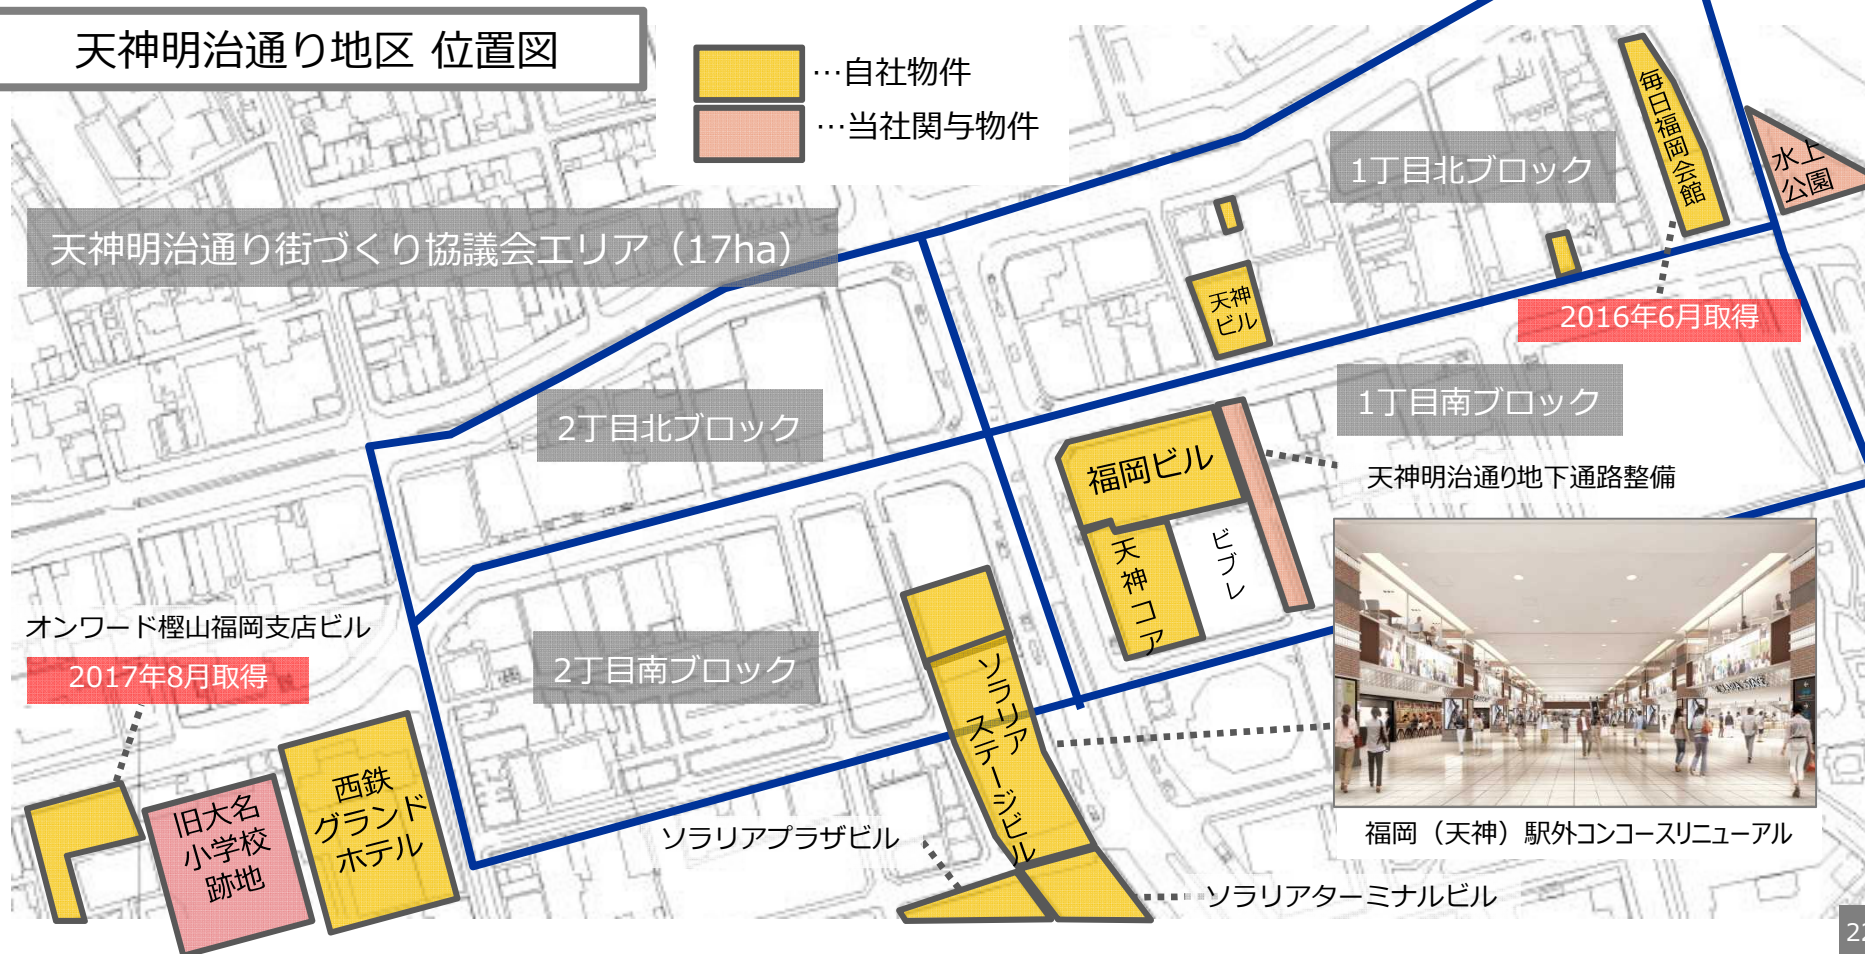 天神明治通り地区 位置図
…自社物件
…当社関与物件
天神明治通り街づくり協議会エリア（17ha）
1丁目北ブロック
毎日福岡会館
水上
公園
天神
ビル
2016年6月取得
2丁目北ブロック
1丁目南ブロック
福岡ビル
天神明治通り地下通路整備
天神コア
ビブレ
オンワード樫山福岡支店ビル
2017年8月取得
2丁目南ブロック
ソラリア
ステージビル
西鉄
グランド
ホテル
旧大名
小学校
跡地
ソラリアプラザビル
福岡（天神）駅外コンコースリニューアル
ソラリアターミナルビル
22